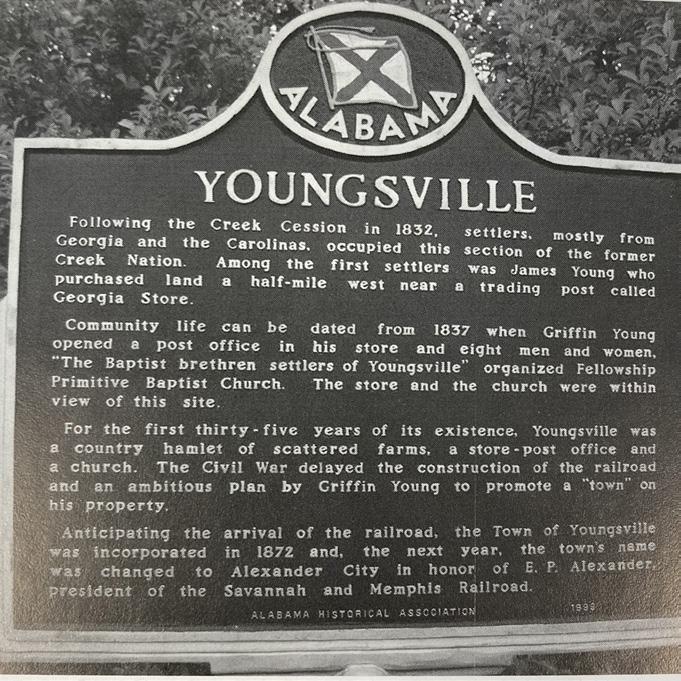 ALABAMA
YOUNGSVILLE
Following the Creek Cession in 1832, settlers, mostly from
Georgia and the Carolinas, occupied this section of the former
Creek Nation. Among the first settlers was James Young who
purchased land a half-mile west near a trading post called
Georgia Store.
Community life can be dated from 1837 when Griffin Young
opened a post office in his store and eight men and women,
"The Baptist brethren settlers of Youngsville" organized Fellowship
Primitive Baptist Church. The store and the church were within
view of this site.
For the first thirty-five years of its existence, Youngsville was
a country hamlet of scattered farms, a store-post office and
a church. The Civil War delayed the construction of the railroad
and an ambitious plan by Griffin Young to promote a "town" on
his property.
Anticipating the arrival of the railroad, the Town of Youngsville
was incorporated in 1872 and, the next year, the town's name
was changed to Alexander City in honor of E. P. Alexander,
president of the Savannah and Memphis Railroad.
ALABAMA HISTORICAL ASSOCIATION